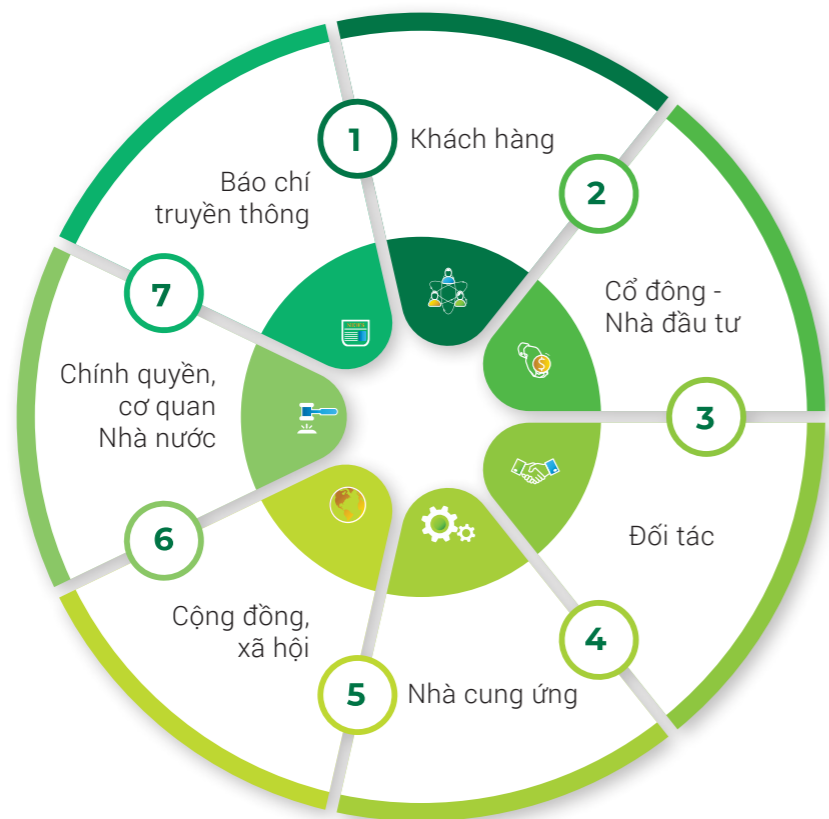 1
Khách hàng
2
Cổ đông -
Nhà đầu tư
3
Đối tác
4
Nhà cung ứng
5
Cộng đồng,
xã hội
6
Chính quyền,
cơ quan
Nhà nước
7
Báo chí
truyền thông